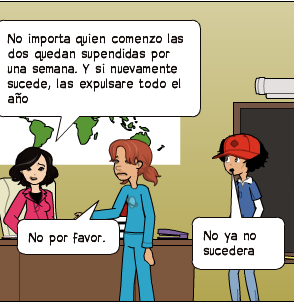 No importa quien comenzo las
dos quedan supendidas por
una semana. Y si nuevamente
sucede, las expulsare todo el
año
No por favor.
No ya no
sucedera